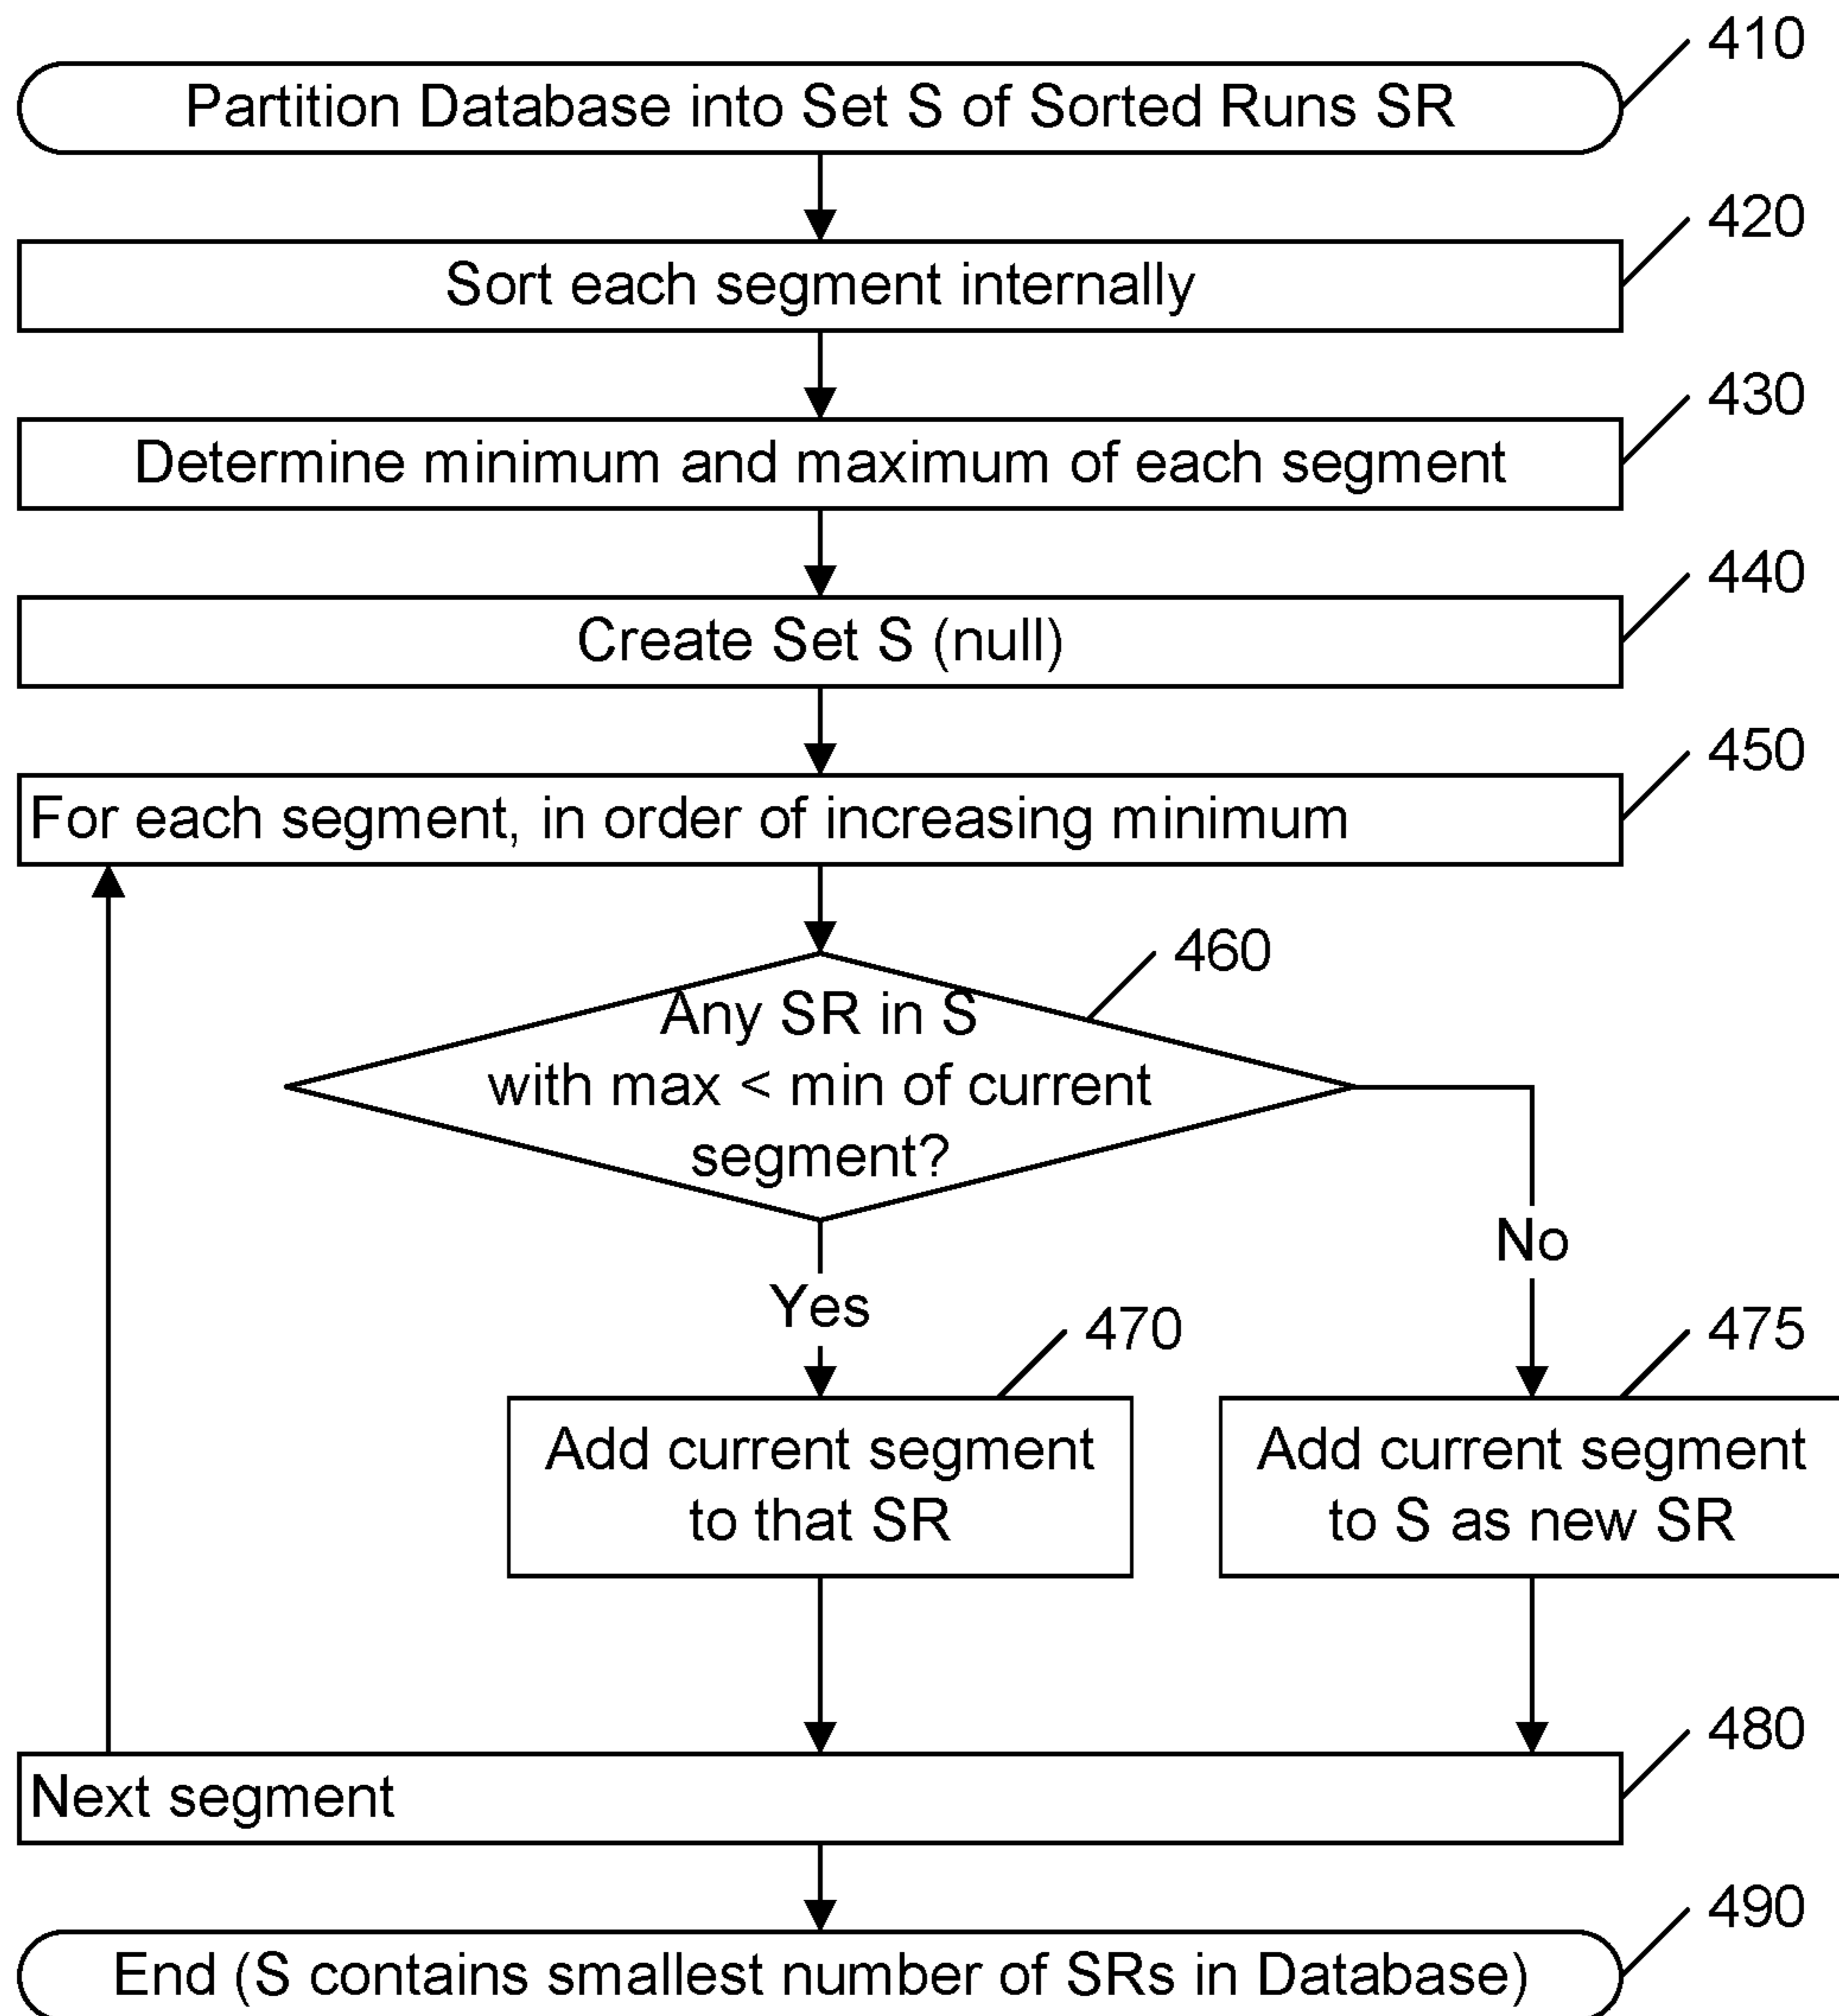 410
Partition Database into Set S of Sorted Runs SR
420
Sort each segment internally
430
Determine minimum and maximum of each segment
440
Create Set S (null)
450
For each segment, in order of increasing minimum
460
Any SR in S
with max < min of current
segment?
No
Yes
470
475
Add current segment
to that SR
Add current segment
to S as new SR
480
Next segment
490
End (S contains smallest number of SRs in Database)